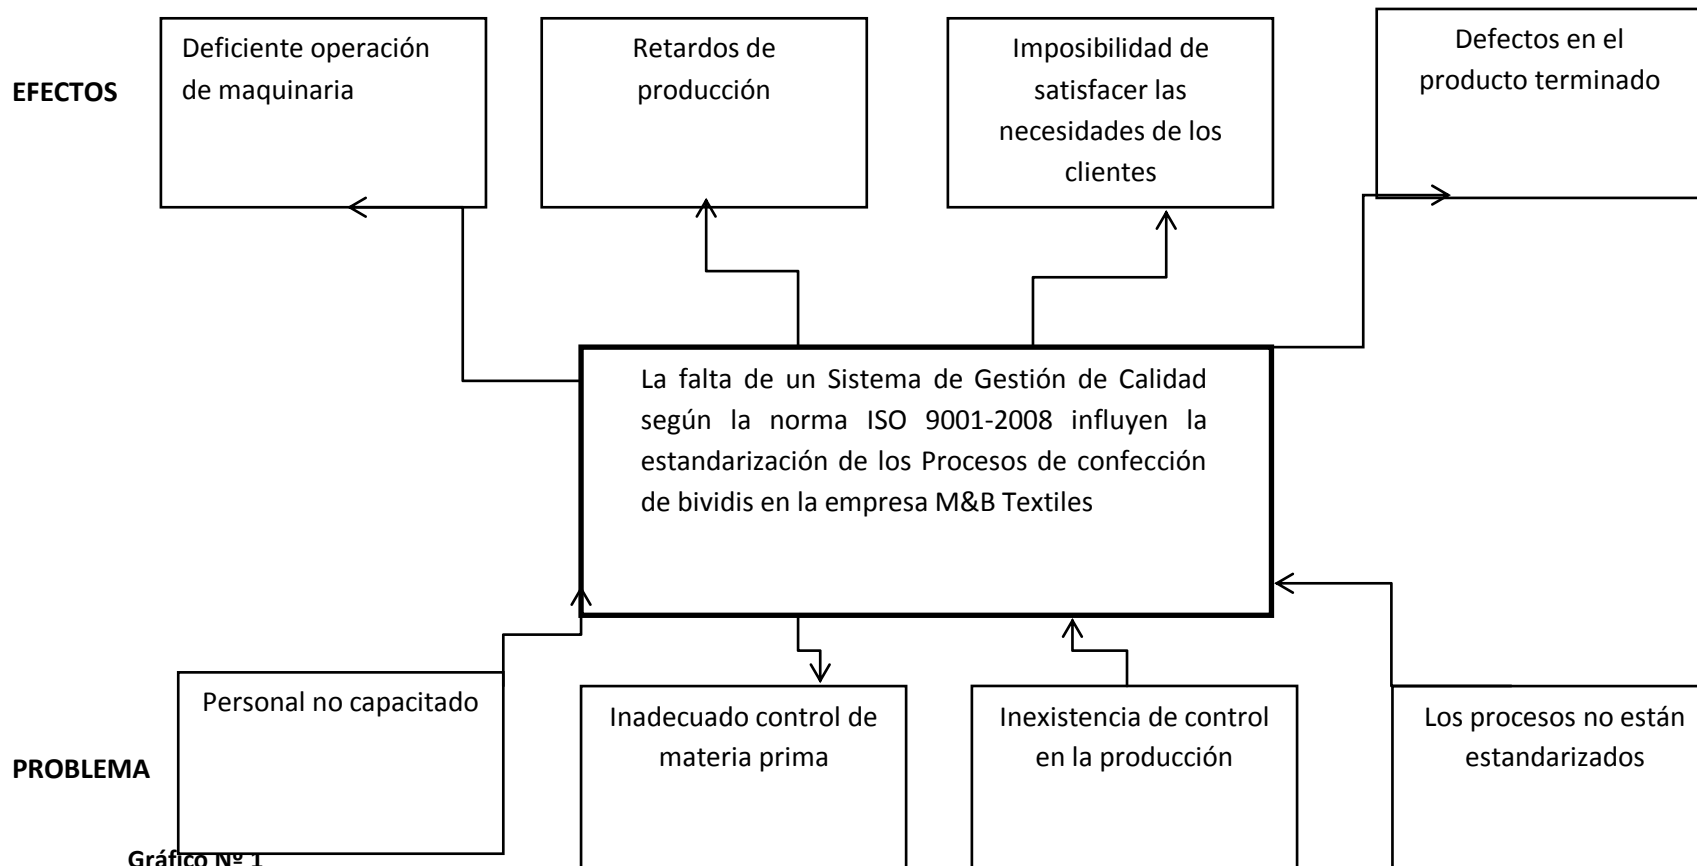 EFECTOS
Deficiente operación
de maquinaria
Retardos de
producción
Imposibilidad de
satisfacer las
necesidades de los
clientes
Defectos en el
producto terminado
La falta de un Sistema de Gestión de Calidad
según la norma ISO 9001-2008 influyen la
estandarización de los Procesos de confección
de bividis en la empresa M&B Textiles
PROBLEMA
Personal no capacitado
Inadecuado control de
materia prima
Inexistencia de control
en la producción
Los procesos no están
estandarizados
Gráfico Nº 1